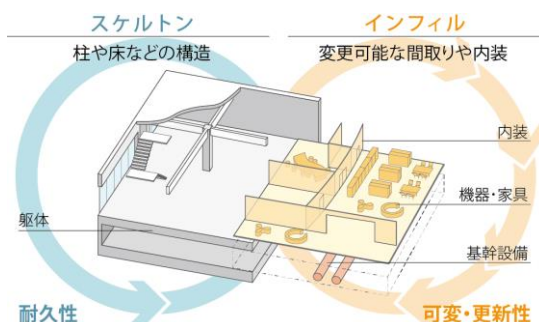 スケルトン
柱や床などの構造
インフィル
変更可能な間取りや内装
内装
機器・家具
基幹設備
躯体
耐久性
可変・更新性